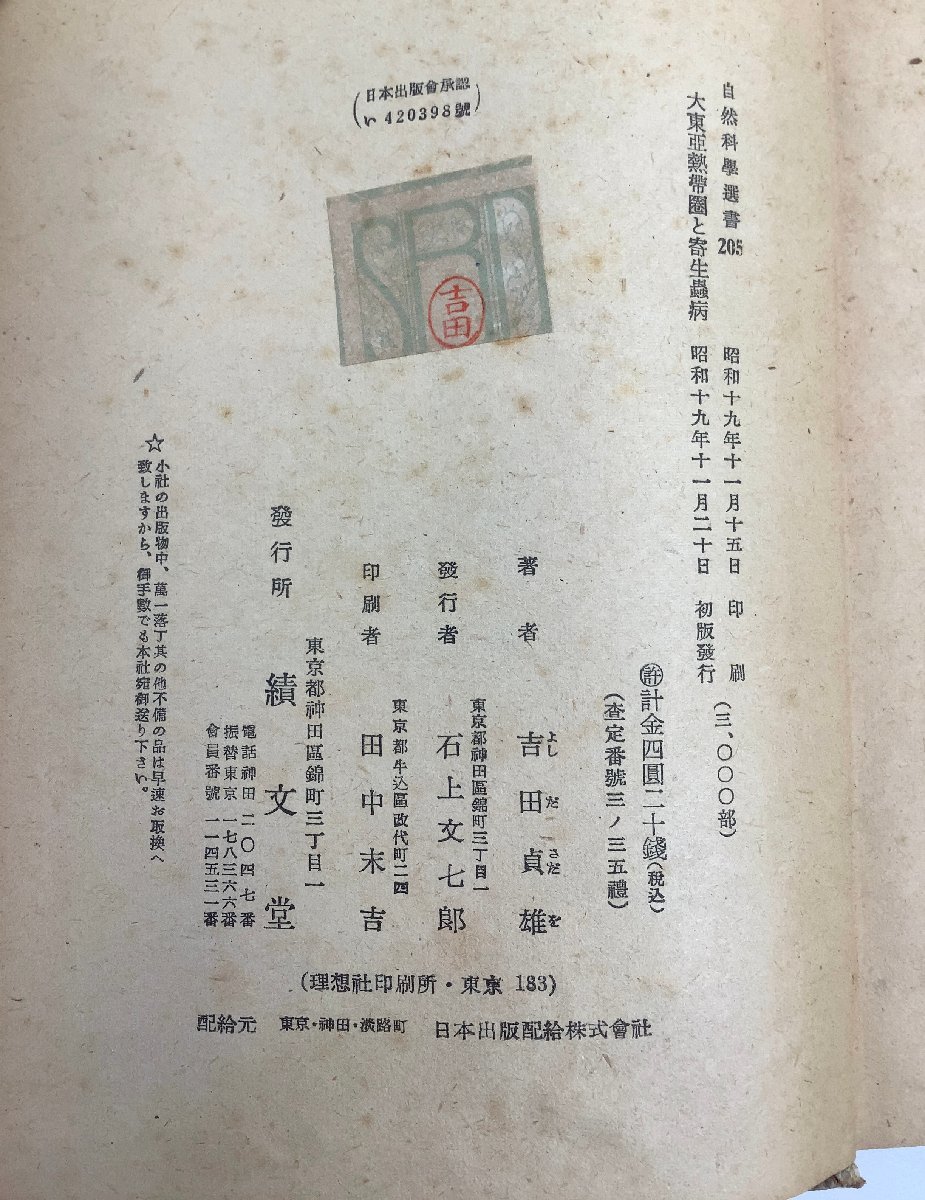 自然科學選書 205
大東亞熱帶圈と寄生蟲病
昭和十九年十一月十五日 印刷 (三、〇〇〇部)
昭和十九年十一月二十日 初版發行
㊟計金四圓二十錢(稅込)
(査定番號三ノ三五禮)
著者 吉田貞雄
よしだ さだを
東京都神田區錦町三丁目一
發行者 石上文七郎
東京都牛込區改代町二四
印刷者 田中末吉
東京都神田區錦町三丁目一
發行所 績文堂
電話神田 二〇四七番
振替東京 一七八三六六番
會員番號 一一四五三一番
☆ 小社の出版物中、萬一落丁其の他不備の品は早速お取換へ
致しますから、御手數でも本社宛御送り下さい。
(日本出版會承認
い 420398號)
吉田
(理想社印刷所・東京 183)
配給元 東京・神田・淡路町 日本出版配給株式會社